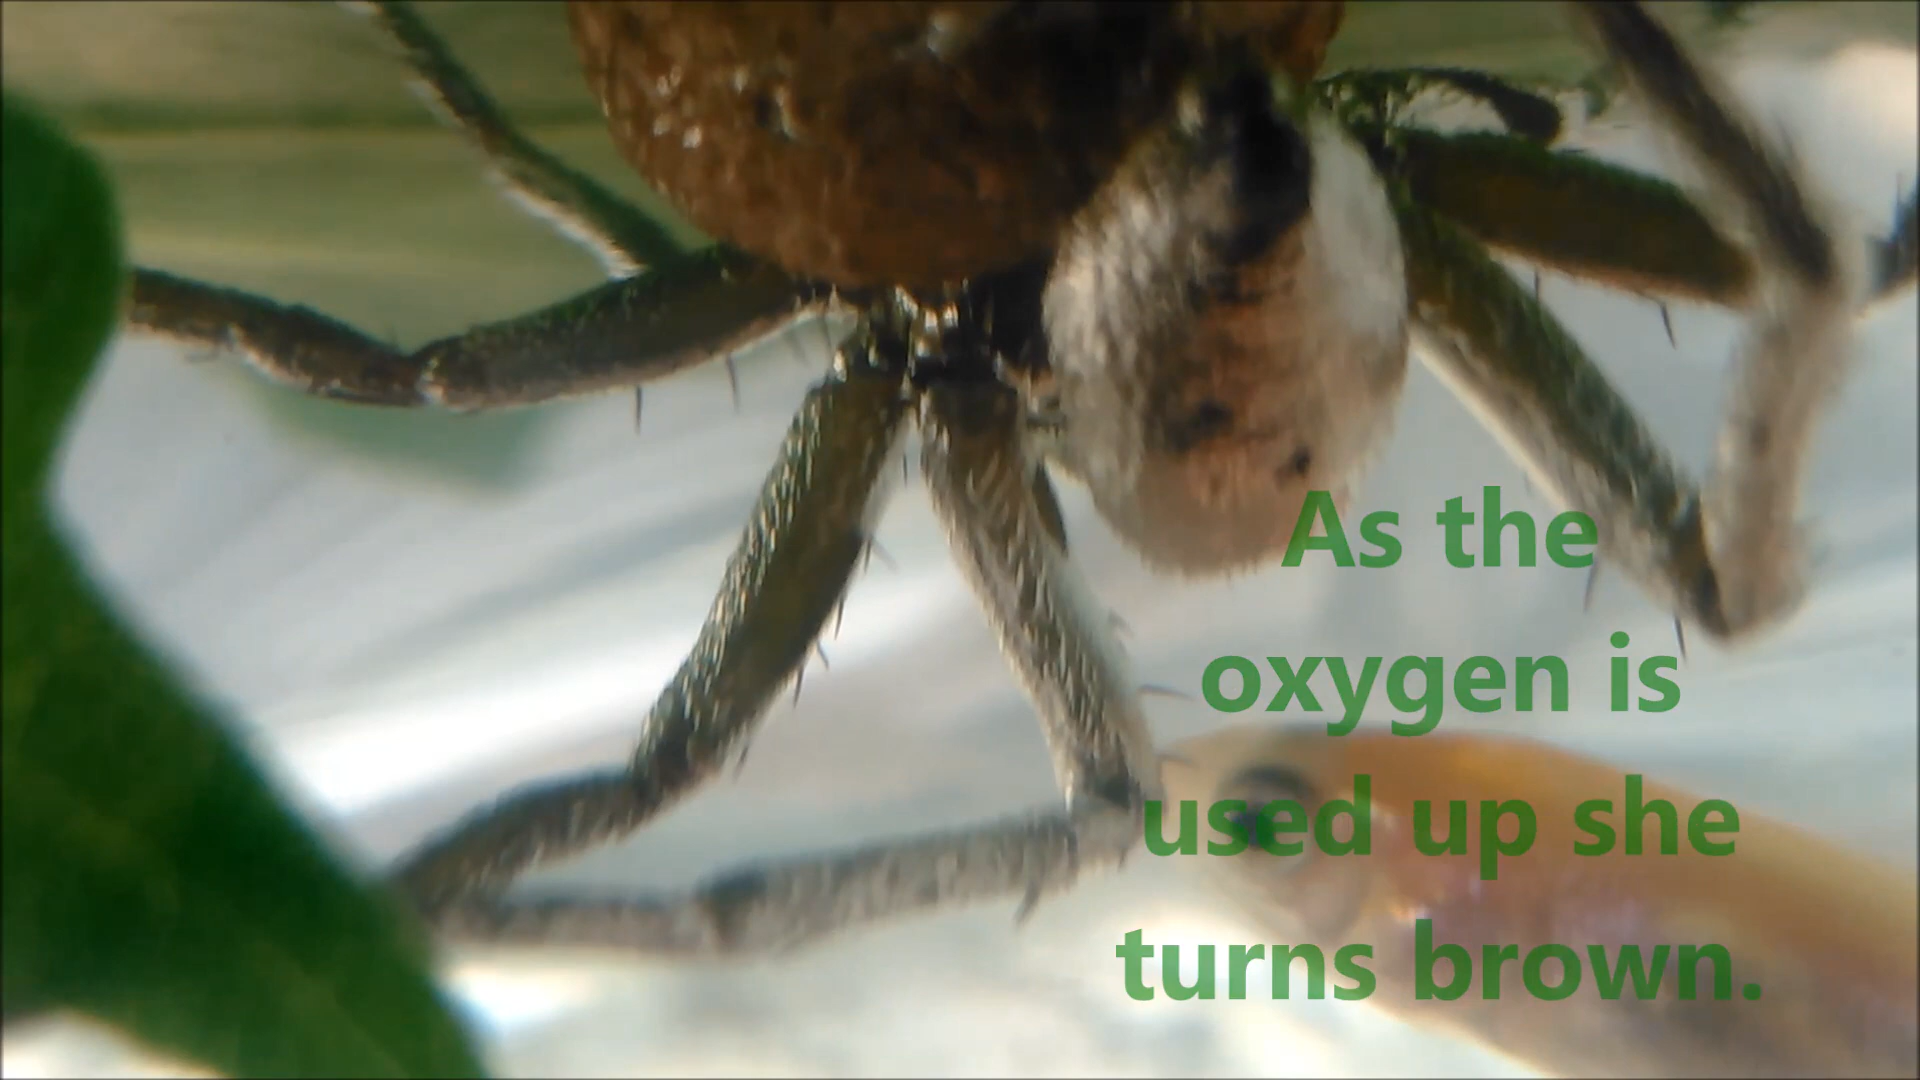 As the
oxygen is
used up she
turns brown.